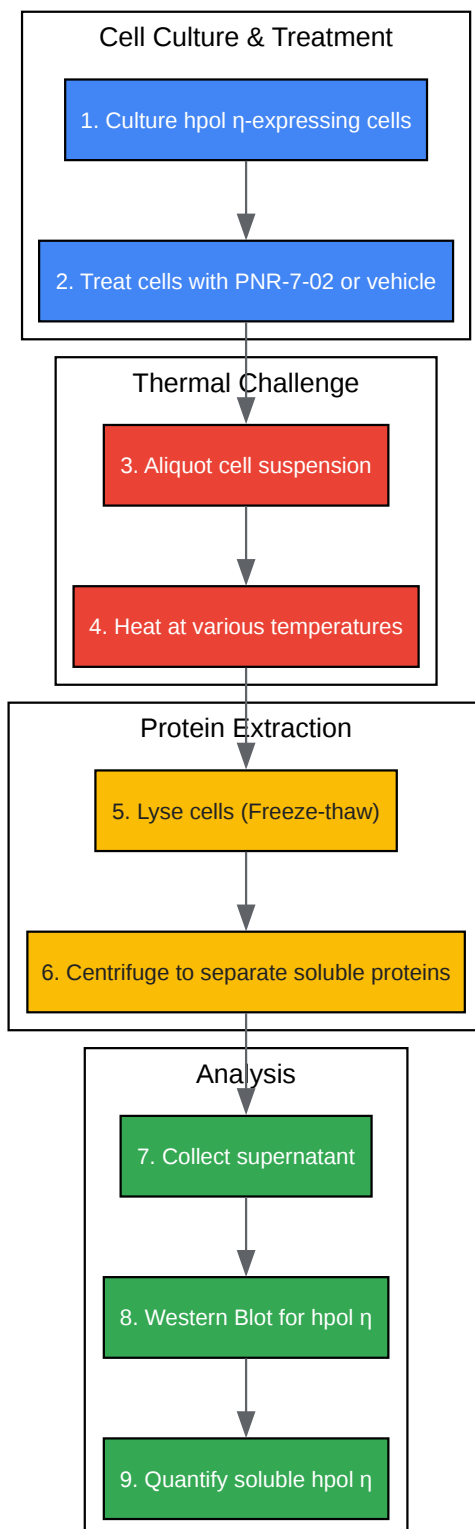 Cell Culture & Treatment
1. Culture hpol η-expressing cells
2. Treat cells with PNR-7-02 or vehicle
Thermal Challenge
3. Aliquot cell suspension
4. Heat at various temperatures
Protein Extraction
5. Lyse cells (Freeze-thaw)
6. Centrifuge to separate soluble proteins
Analysis
7. Collect supernatant
8. Western Blot for hpol η
9. Quantify soluble hpol η